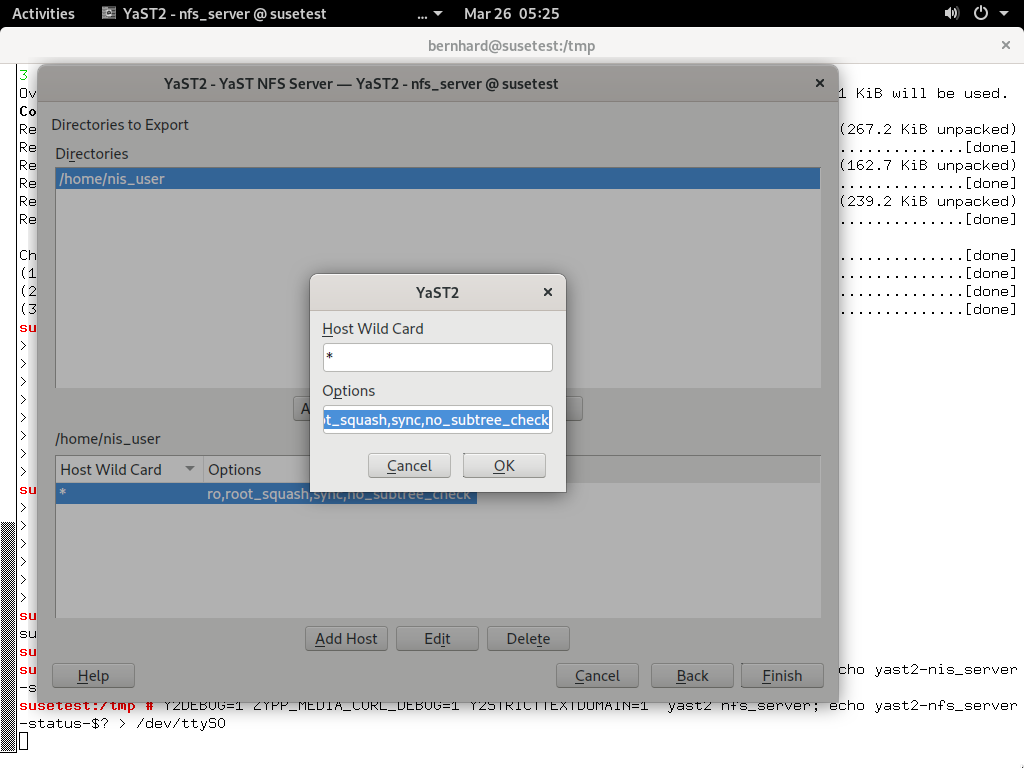 Activities YaST2 - nfs_server @ susetest ... Mar 26 05:25
bernhard@susetest:/tmp
YaST2 - YaST NFS Server — YaST2 - nfs_server @ susetest
3
Ov 1 KiB will be used.
Directories to Export
Co
Re (267.2 KiB unpacked)
Directories
Re ..............[done]
Re (162.7 KiB unpacked)
/home/nis_user
Re ..............[done]
Re (239.2 KiB unpacked)
Re ..............[done]
Ch ..............[done]
(1 ..............[done]
(2 ..............[done]
(3 ..............[done]
su
YaST2
Host Wild Card
*
Options
t_squash,sync,no_subtree_check
Cancel OK
>
>
>
>
>
>
>
>
su
>
>
>
>
>
>
su
su
su
/home/nis_user
Host Wild Card Options
* ro,root_squash,sync,no_subtree_check
Add Host Edit Delete
Help Cancel Back Finish
su echo yast2-nis_server
-s
susetest:/tmp # Y2DEBUG=1 ZYPP_MEDIA_CURL_DEBUG=1 Y2STRICTTEXTDOMAIN=1 yast2 nfs_server; echo yast2-nfs_server
-status-$? > /dev/ttyS0